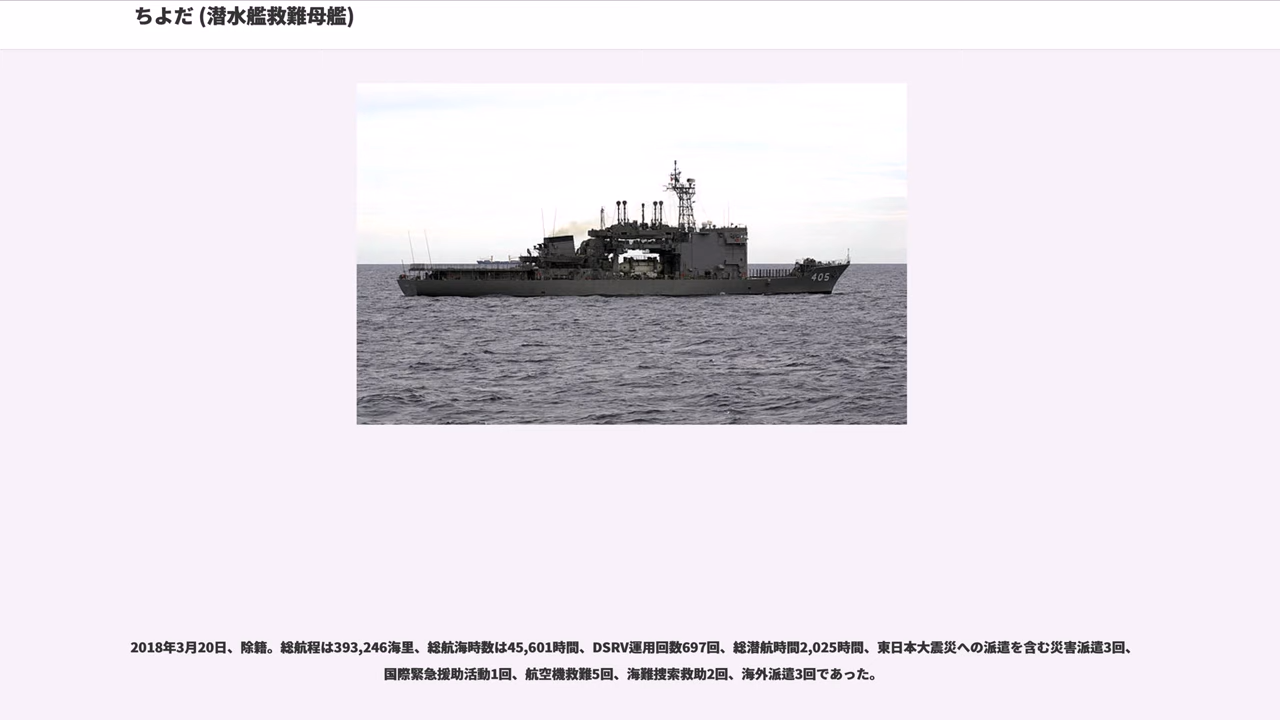 ちよだ (潜水艦救難母艦)
405
2018年3月20日、除籍。総航程は393,246海里、総航海時数は45,601時間、DSRV運用回数697回、総潜航時間2,025時間、東日本大震災への派遣を含む災害派遣3回、
国際緊急援助活動1回、航空機救難5回、海難捜索救助2回、海外派遣3回であった。